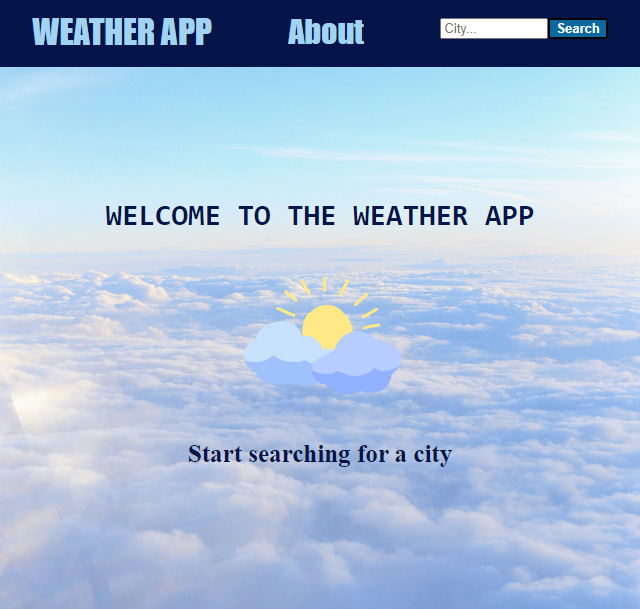 WEATHER APP
About
City...
Search
WELCOME TO THE WEATHER APP
Start searching for a city